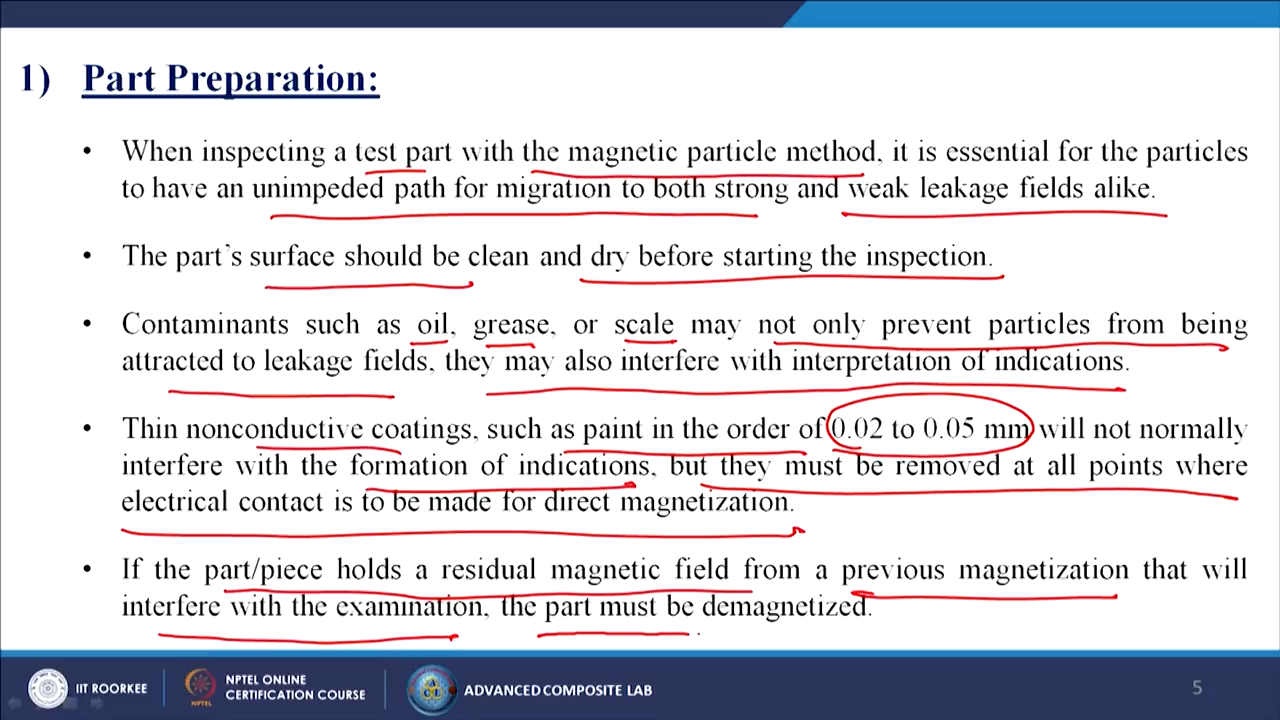 1) Part Preparation:
• When inspecting a test part with the magnetic particle method, it is essential for the particles
to have an unimpeded path for migration to both strong and weak leakage fields alike.
• The part's surface should be clean and dry before starting the inspection.
• Contaminants such as oil, grease, or scale may not only prevent particles from being
attracted to leakage fields, they may also interfere with interpretation of indications.
• Thin nonconductive coatings, such as paint in the order of 0.02 to 0.05 mm will not normally
interfere with the formation of indications, but they must be removed at all points where
electrical contact is to be made for direct magnetization.
• If the part/piece holds a residual magnetic field from a previous magnetization that will
interfere with the examination, the part must be demagnetized.
IIT ROORKEE
NPTEL ONLINE
CERTIFICATION COURSE
NPTEL
ACL
ADVANCED COMPOSITE LAB
5